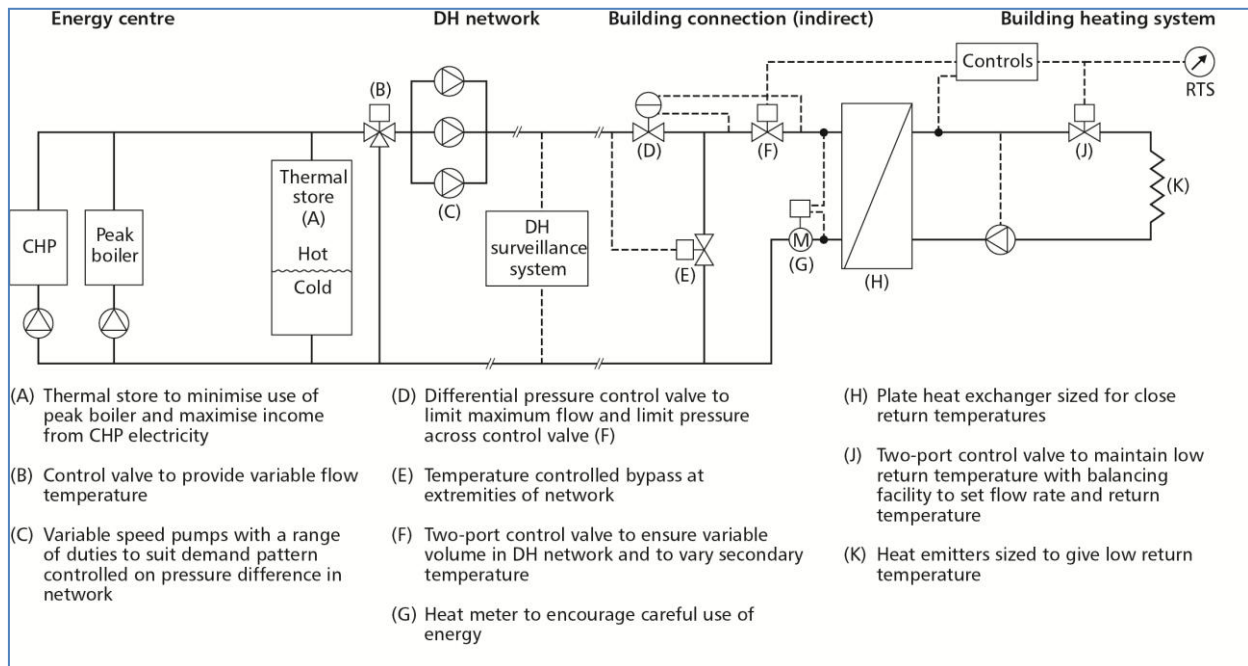 Energy centre
DH network
Building connection (indirect)
Building heating system
Controls
RTS
(B)
(D)
(F)
(J)
Thermal
store
(A)
Hot
Cold
(C)
(K)
CHP
Peak
boiler
DH
surveillance
system
(E)
M
(G)
(H)
(A) Thermal store to minimise use of
peak boiler and maximise income
from CHP electricity
(B) Control valve to provide variable flow
temperature
(C) Variable speed pumps with a range
of duties to suit demand pattern
controlled on pressure difference in
network
(D) Differential pressure control valve to
limit maximum flow and limit pressure
across control valve (F)
(E) Temperature controlled bypass at
extremities of network
(F) Two-port control valve to ensure variable
volume in DH network and to vary secondary
temperature
(G) Heat meter to encourage careful use of
energy
(H) Plate heat exchanger sized for close
return temperatures
(J) Two-port control valve to maintain low
return temperature with balancing
facility to set flow rate and return
temperature
(K) Heat emitters sized to give low return
temperature